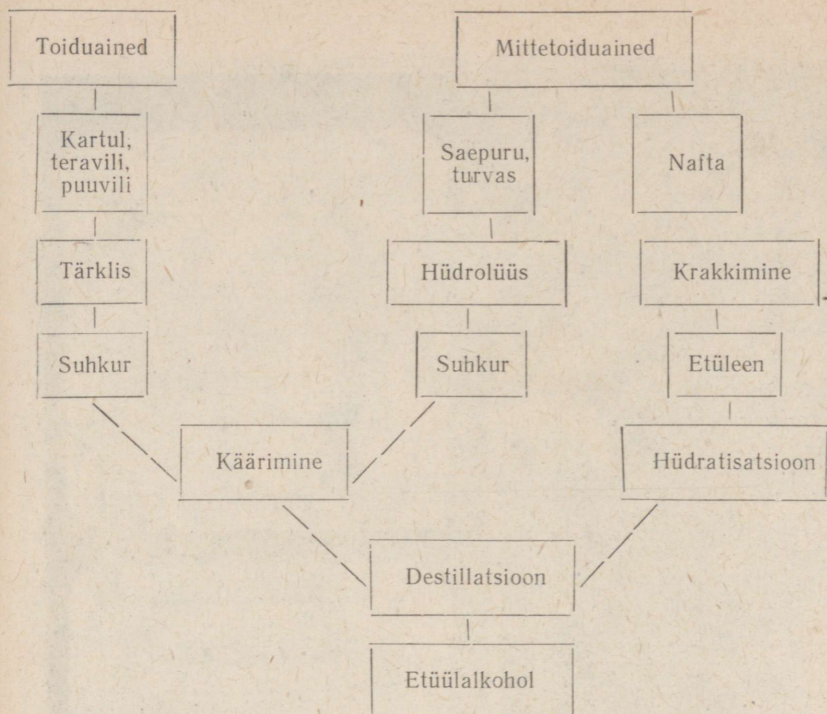 Toiduained
Mittetoiduained
Kartul,
teravili,
puuvili
Saepuru,
turvas
Nafta
Tärklis
Hüdrolüüs
Krakkimine
Suhkur
Suhkur
Etüleen
Käärimine
Hüdratisatsioon
Destillatsioon
Etüülalkohol